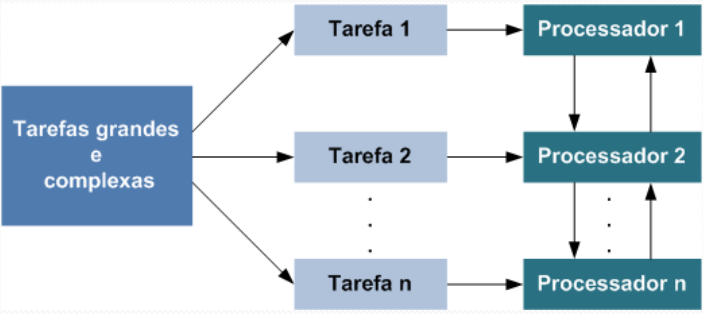 Tarefa 1
Processador 1
Tarefas grandes
e
complexas
Tarefa 2
Processador 2
Tarefa n
Processador n